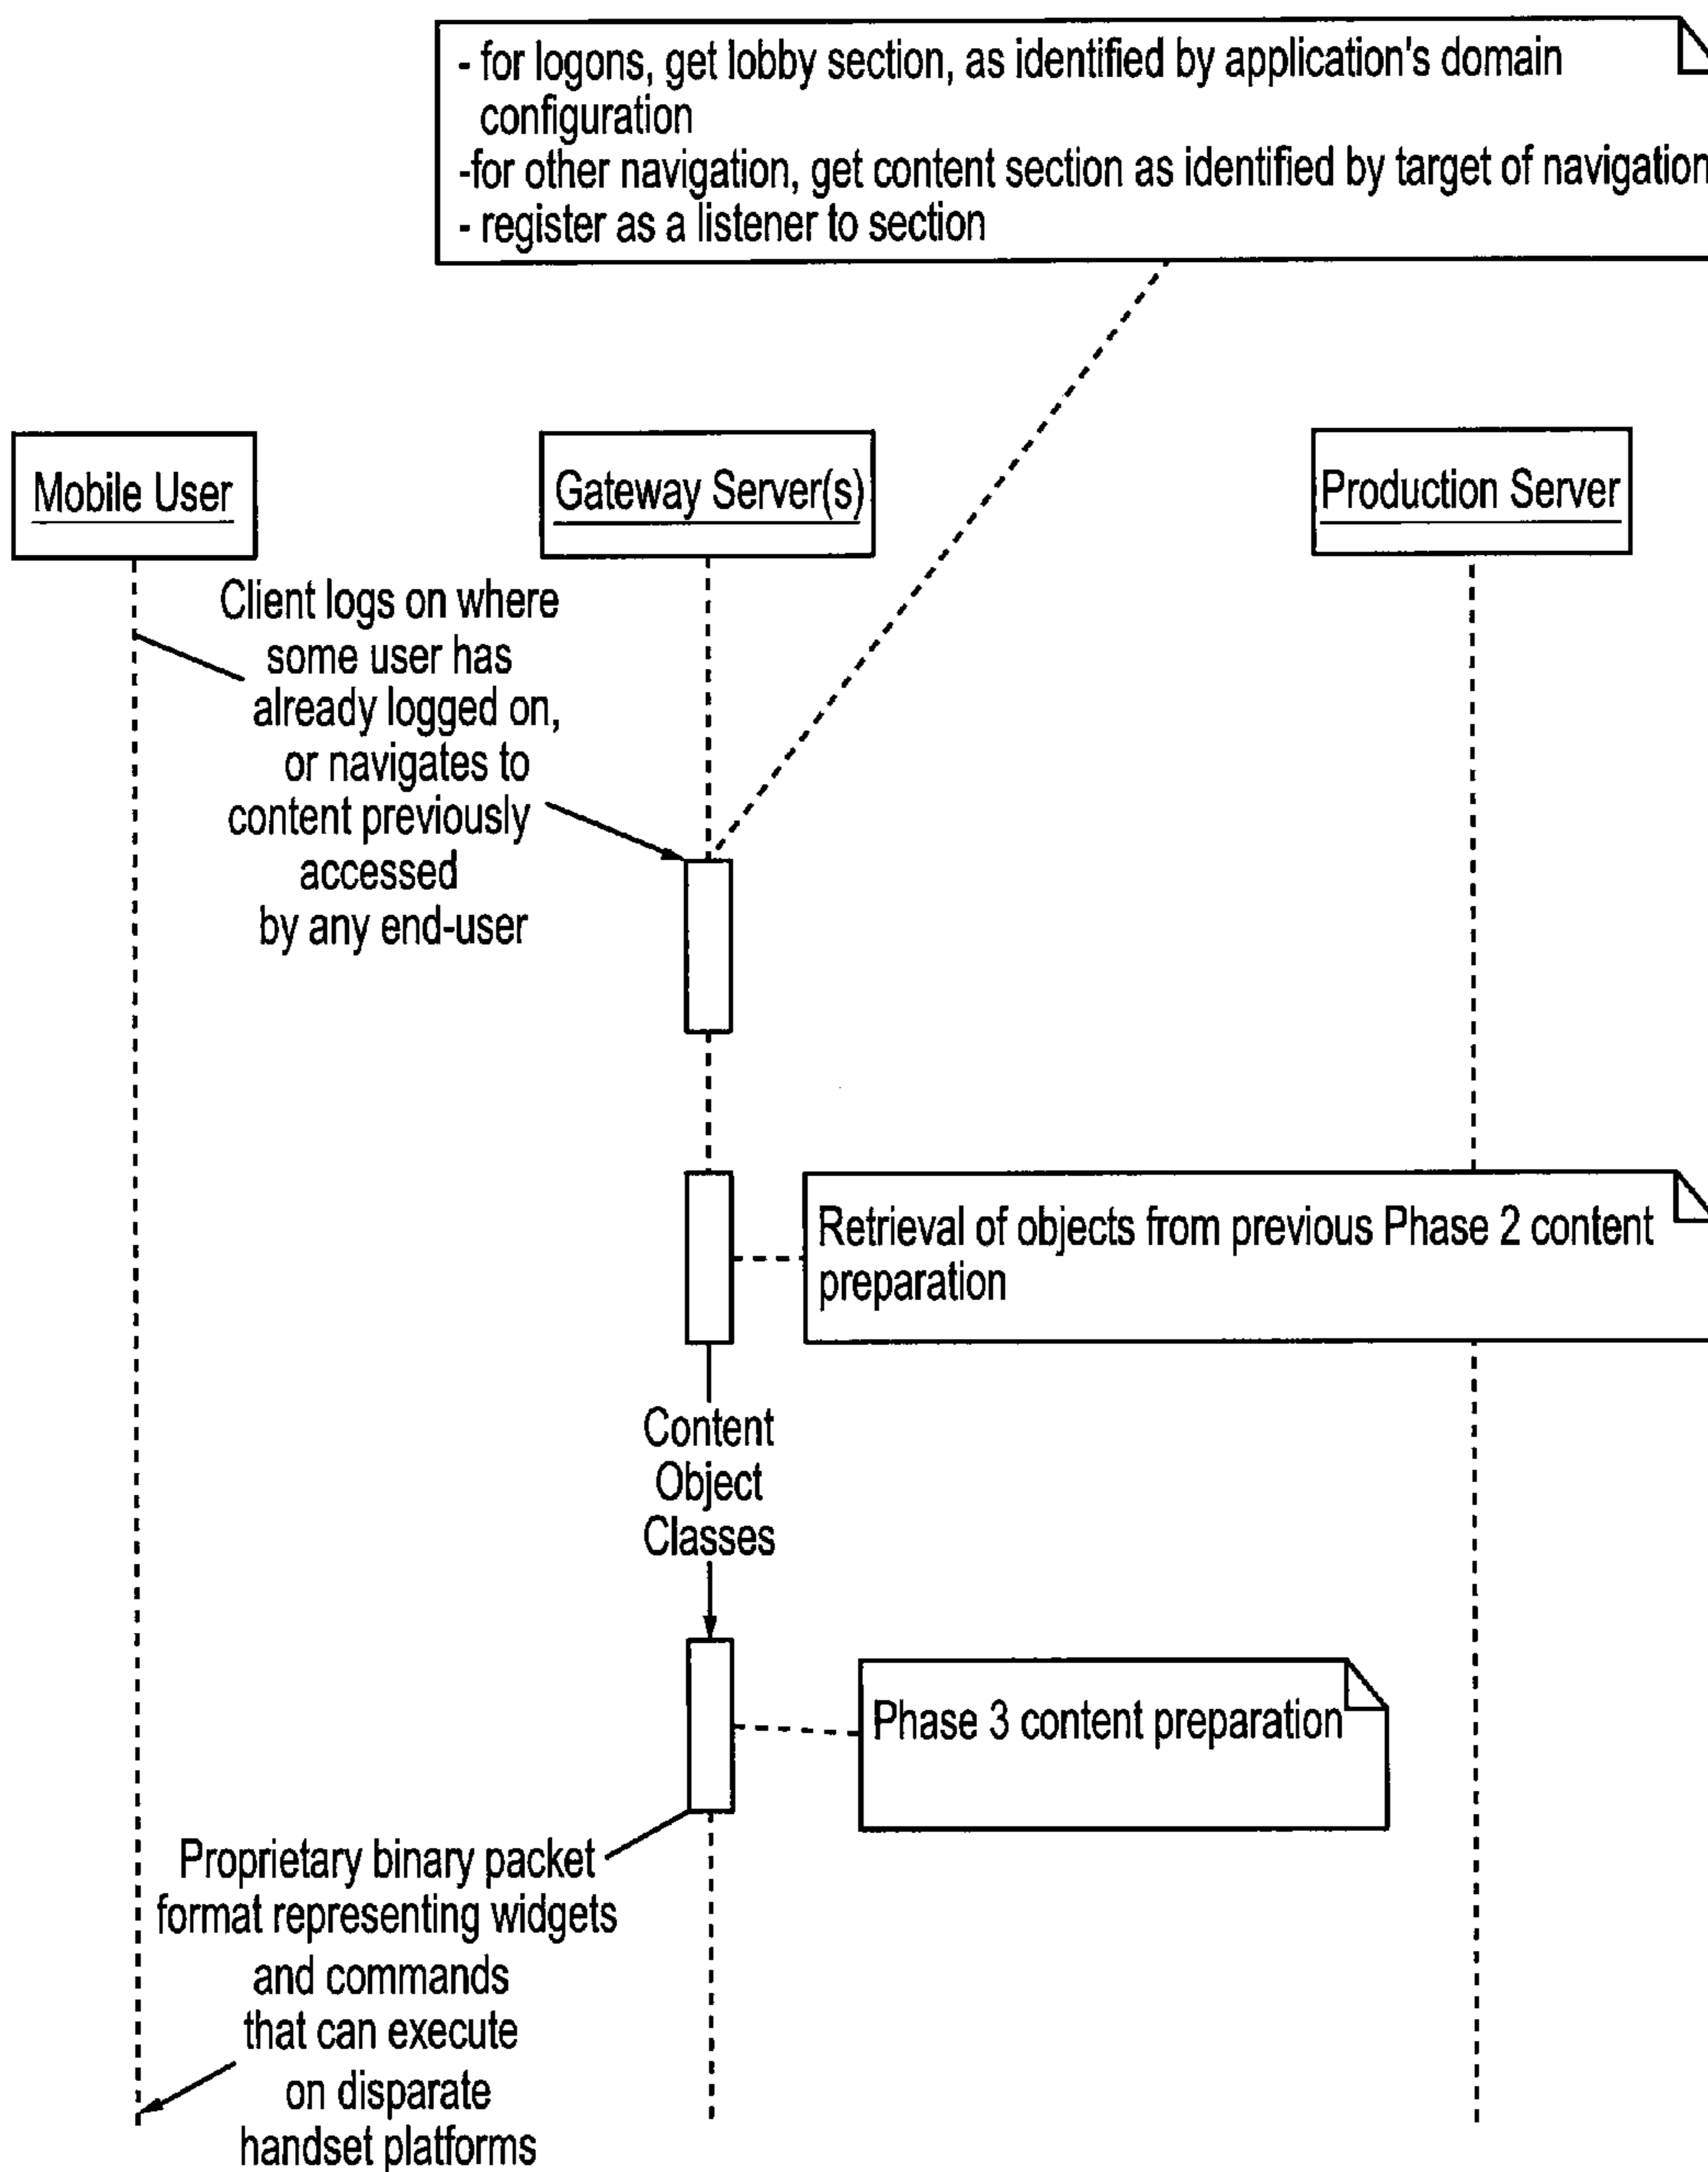 - for logons, get lobby section, as identified by application's domain
configuration
-for other navigation, get content section as identified by target of navigation
- register as a listener to section
Mobile User
Gateway Server(s)
Production Server
Client logs on where
some user has
already logged on,
or navigates to
content previously
accessed
by any end-user
Retrieval of objects from previous Phase 2 content
preparation
Content
Object
Classes
Phase 3 content preparation
Proprietary binary packet
format representing widgets
and commands
that can execute
on disparate
handset platforms